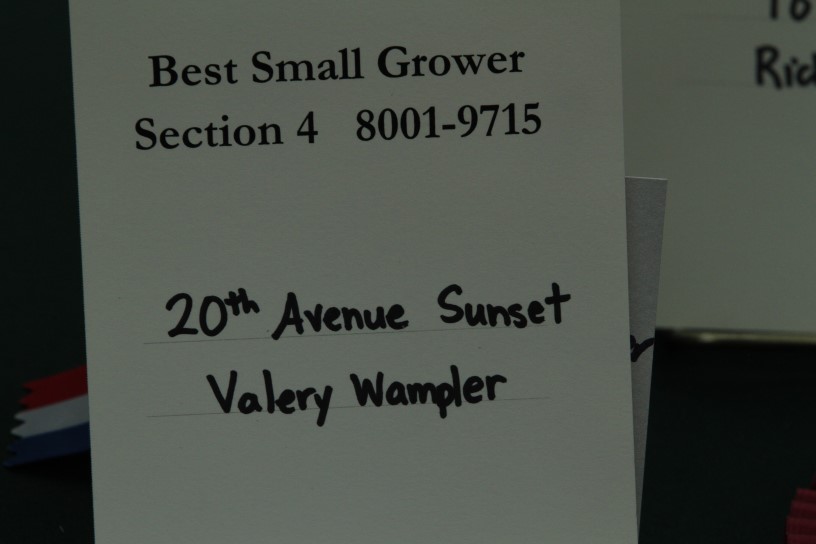 Best Small Grower
Section 4 8001-9715
20th Avenue Sunset
Valery Wampler